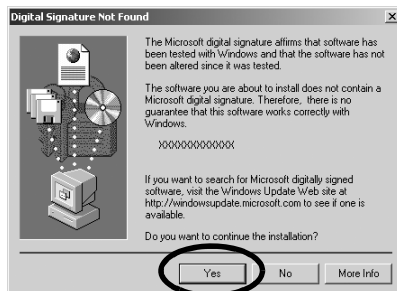 Digital Signature Not Found
The Microsoft digital signature affirms that software has
been tested with Windows and that the software has not
been altered since it was tested.
The software you are about to install does not contain a
Microsoft digital signature. Therefore, there is no
guarantee that this software works correctly with
Windows.
XXXXXXXXXXXX
If you want to search for Microsoft digitally signed
software, visit the Windows Update Web site at
http://windowsupdate.microsoft.com to see if one is
available.
Do you want to continue the installation?
Yes No More Info